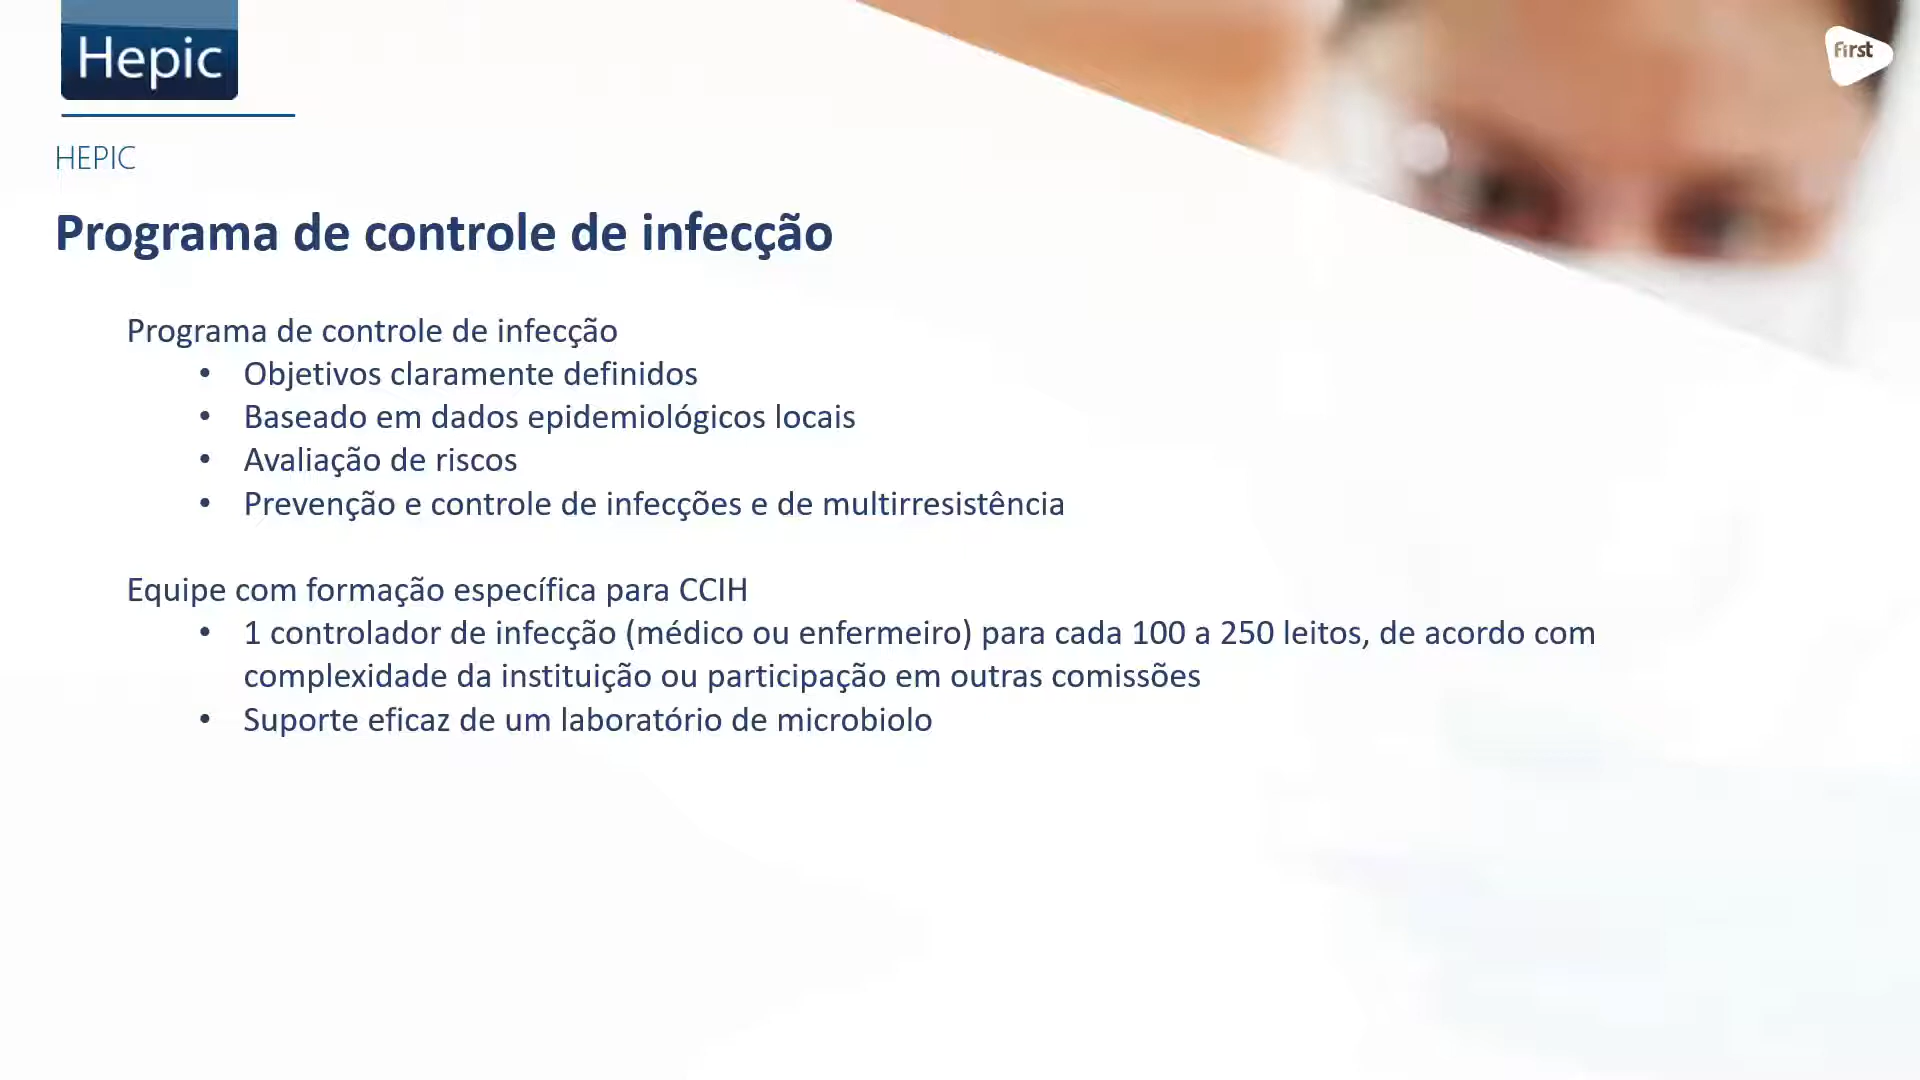 Hepic
First
HEPIC
Programa de controle de infecção
Programa de controle de infecção
• Objetivos claramente definidos
• Baseado em dados epidemiológicos locais
• Avaliação de riscos
• Prevenção e controle de infecções e de multirresistência
Equipe com formação específica para CCIH
• 1 controlador de infecção (médico ou enfermeiro) para cada 100 a 250 leitos, de acordo com
complexidade da instituição ou participação em outras comissões
• Suporte eficaz de um laboratório de microbiolo